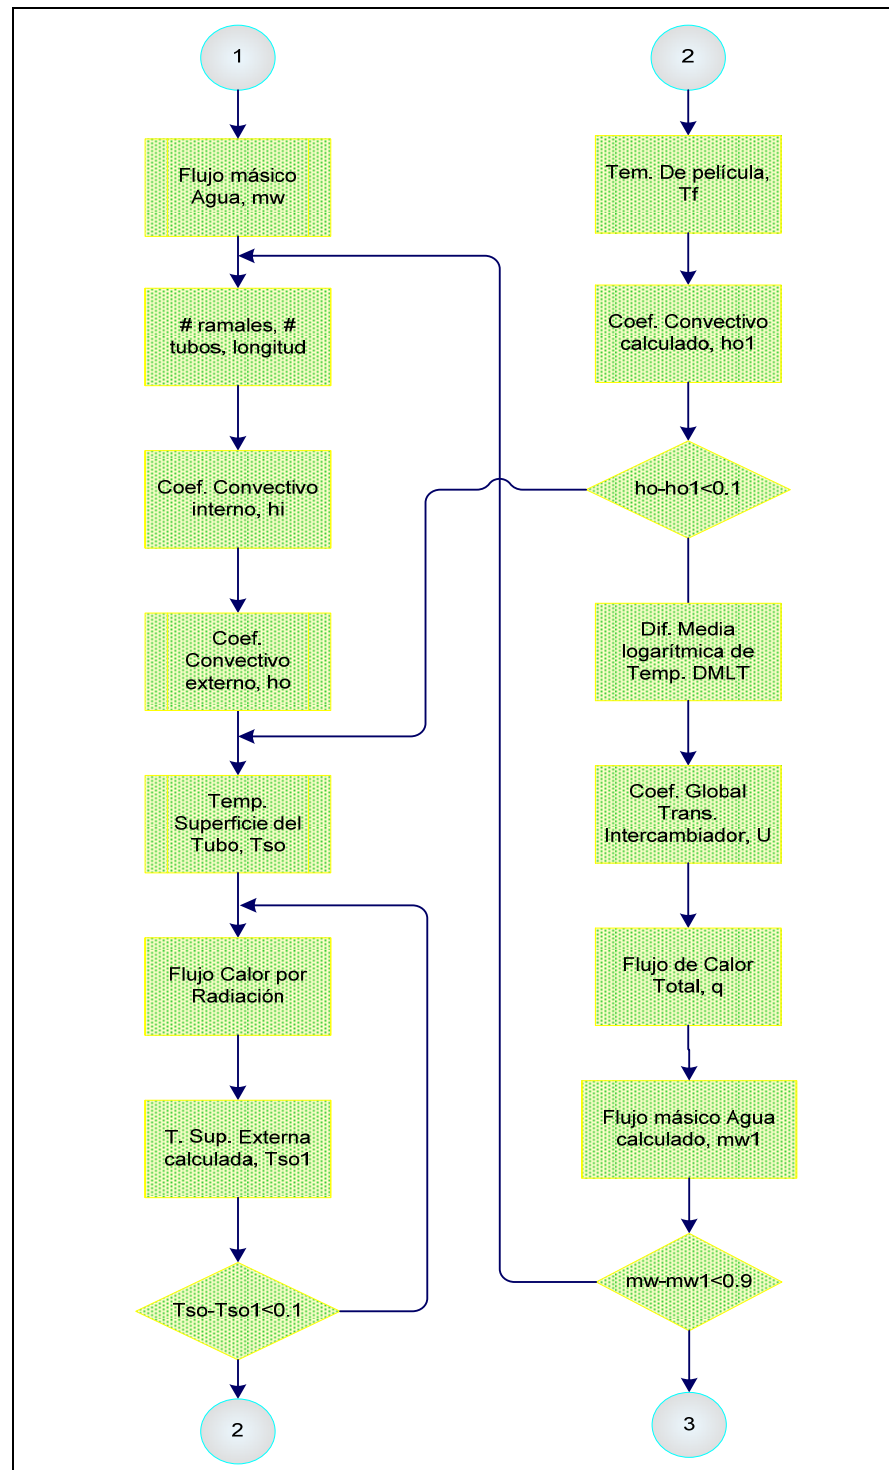 1
Flujo másico
Agua, mw
# ramales, #
tubos, longitud
Coef. Convectivo
interno, hi
Coef.
Convectivo
externo, ho
Temp.
Superficie del
Tubo, Tso
Flujo Calor por
Radiación
T. Sup. Externa
calculada, Tso1
Tso-Tso1<0.1
2
2
Tem. De película,
Tf
Coef. Convectivo
calculado, ho1
ho-ho1<0.1
Dif. Media
logarítmica de
Temp. DMLT
Coef. Global
Trans.
Intercambiador, U
Flujo de Calor
Total, q
Flujo másico Agua
calculado, mw1
mw-mw1<0.9
3